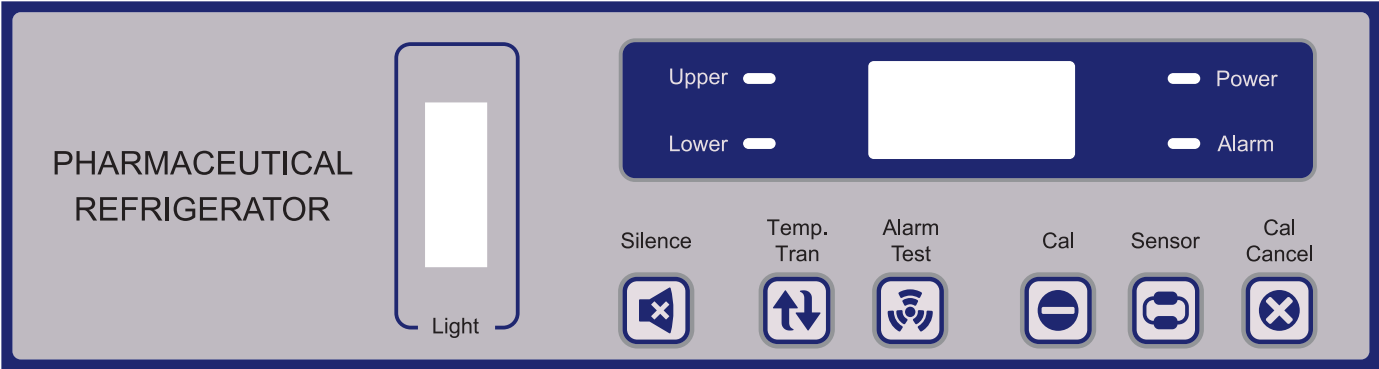 PHARMACEUTICAL
REFRIGERATOR
Light
Upper
Power
Lower
Alarm
Silence
Temp.
Tran
Alarm
Test
Cal
Sensor
Cal
Cancel